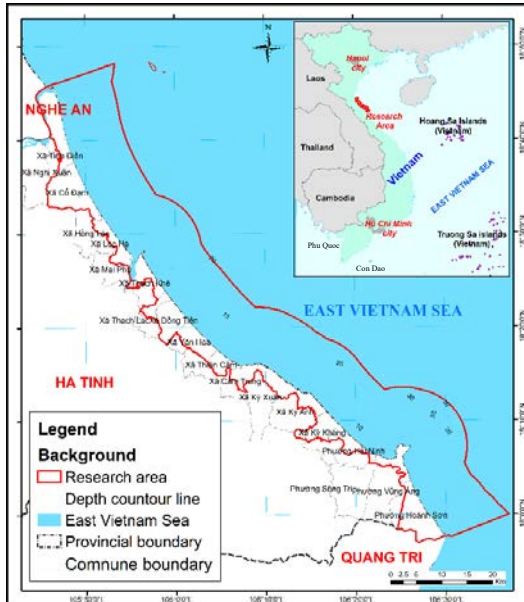 NGHE AN
Xã Tiên Điền
Xã Nghi Xuân
Xã Cổ Đạm
Xã Hồng Lộc
Xã Lộc Hà
Xã Mai Phụ
Xã Thạch Khê
Xã Thạch Lạc
Xã Đồng Tiến
Xã Yên Hòa
Xã Thiên Cầm
Xã Cẩm Trung
Xã Kỳ Xuân
Xã Kỳ Anh
Xã Kỳ Khang
Phường Hải Ninh
Phường Sông Trí
Phường Vũng Áng
Phường Hoành Sơn
HA TINH
QUANG TRI
EAST VIETNAM SEA
N
Hanoi
city
Laos
Research
Area
Thailand
Cambodia
Vietnam
Ho Chi Minh
city
Phu Quoc
Con Dao
Hoang Sa Islands
(Vietnam)
EAST VIETNAM SEA
Truong Sa islands
(Vietnam)
Legend
Background
Research area
Depth countour line
East Vietnam Sea
Provincial boundary
Commune boundary
0 2.5 5 10 15 20
Km